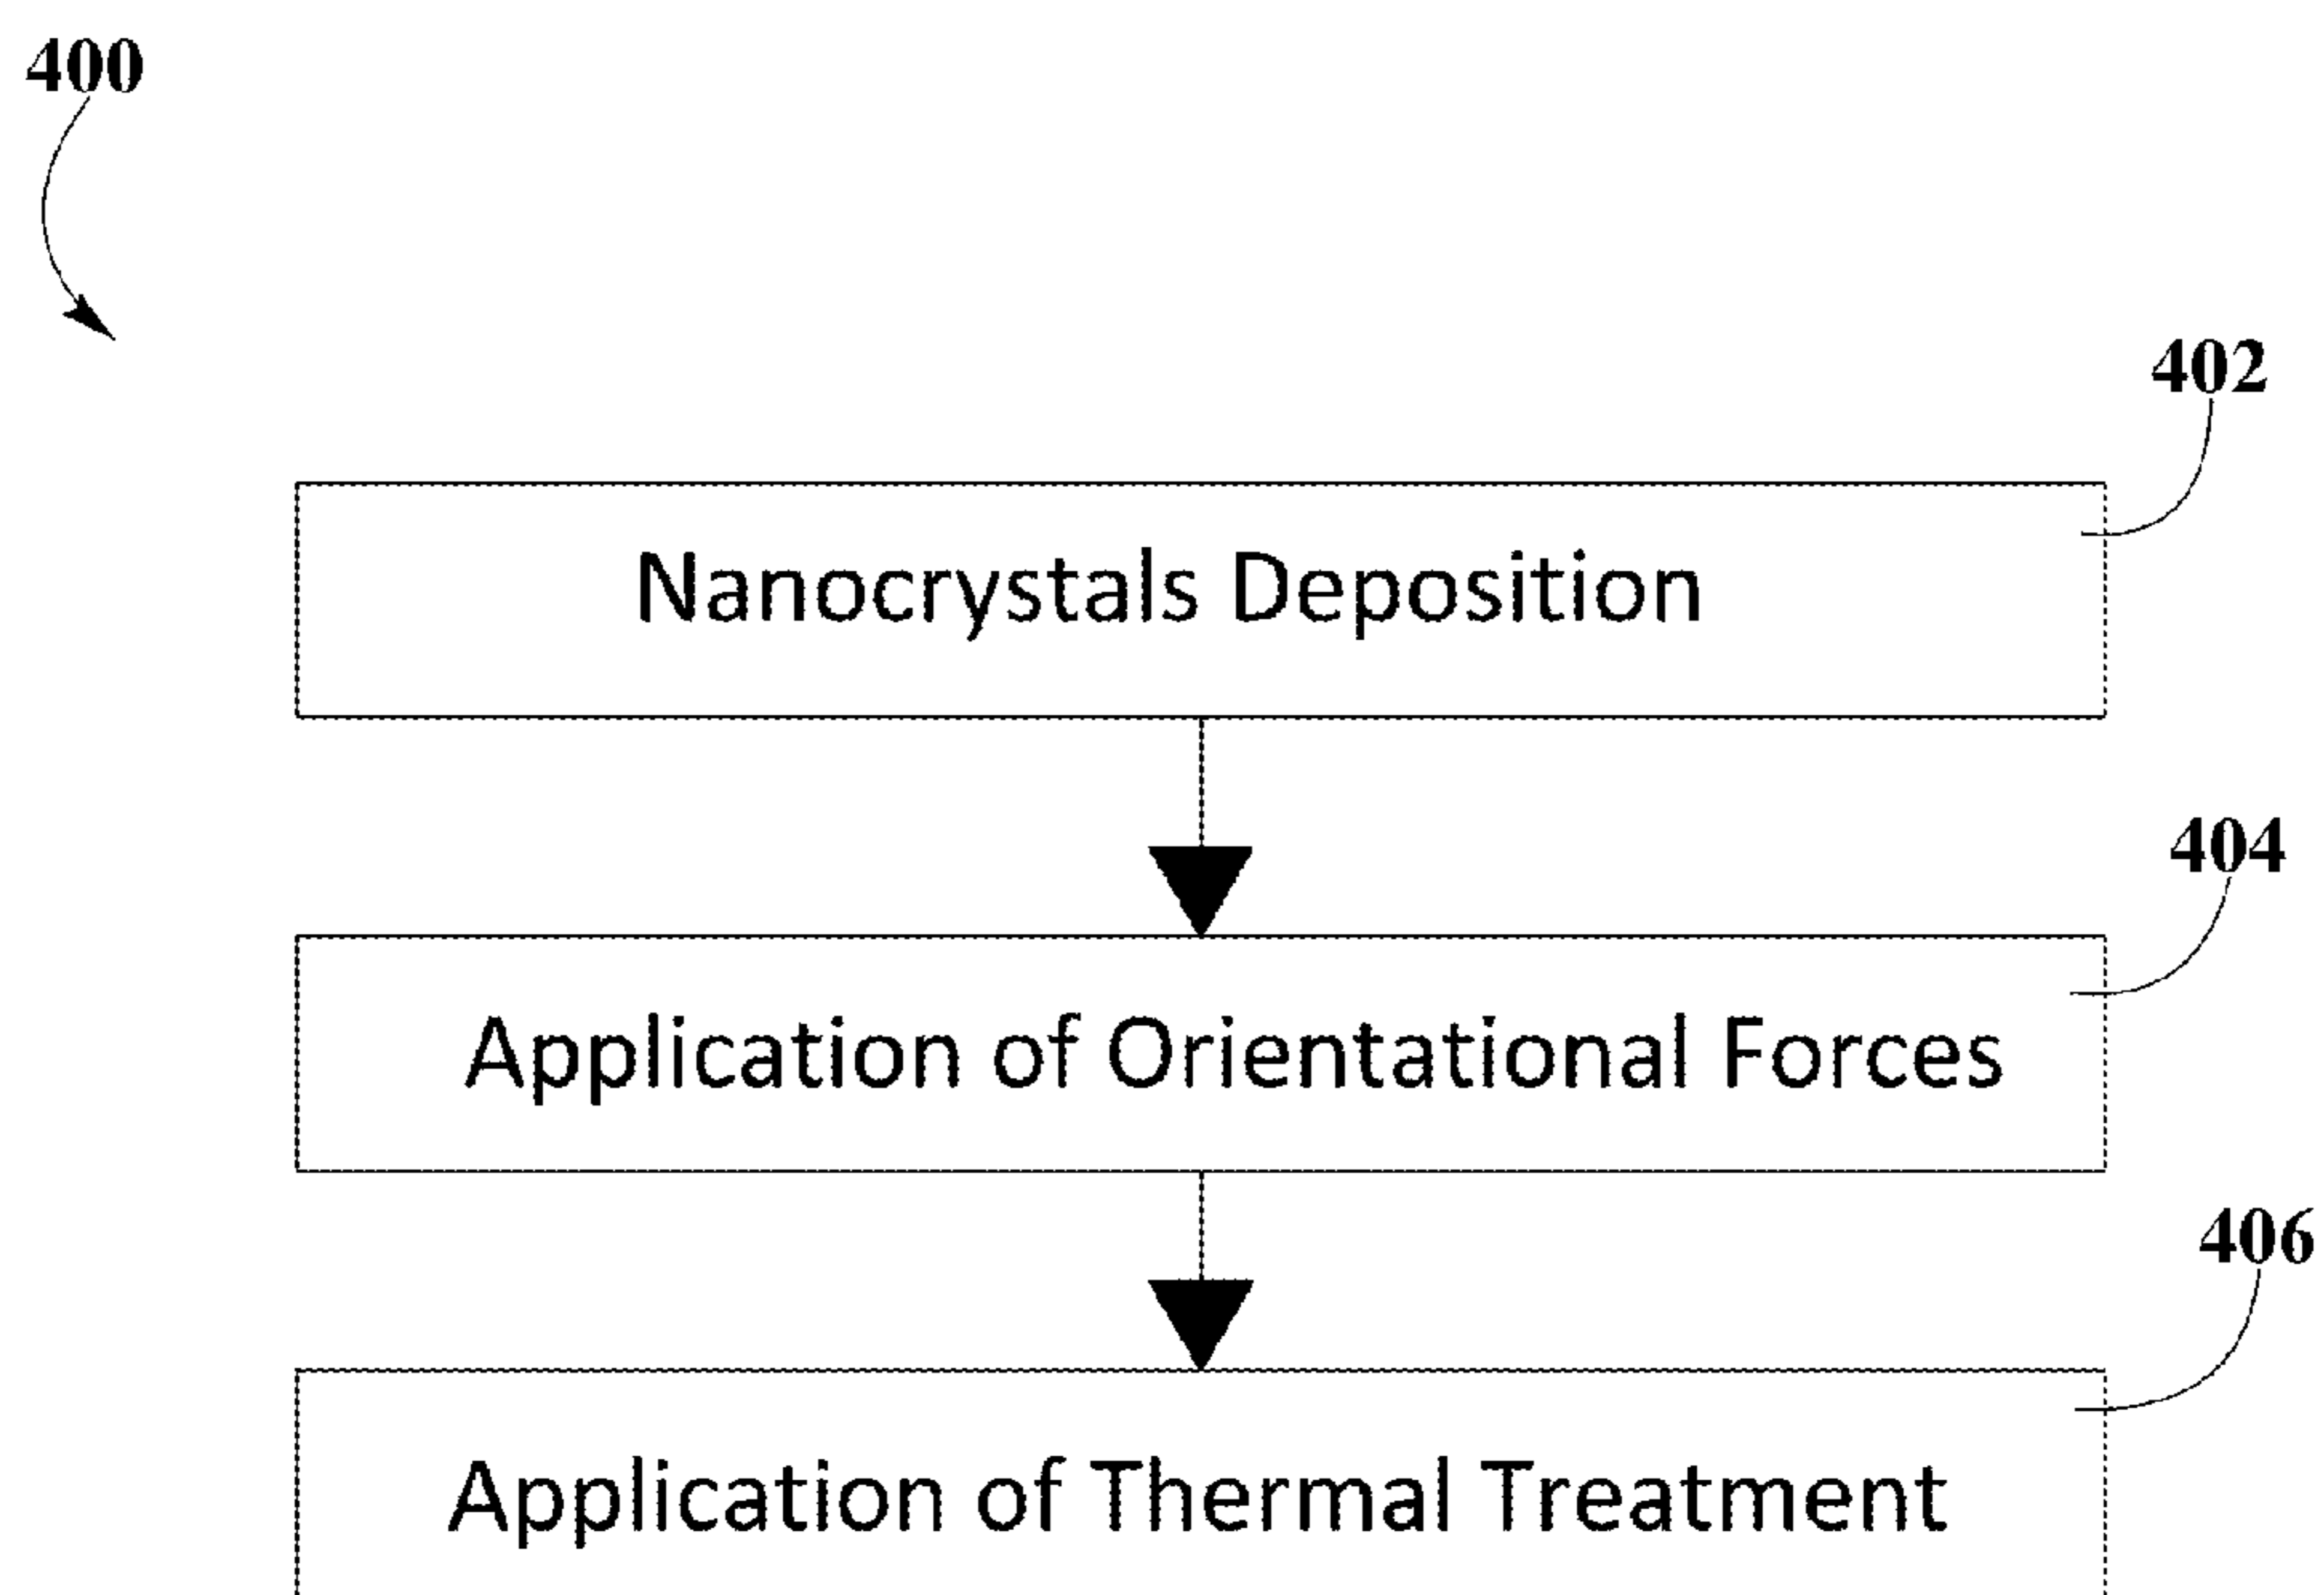 400
402
Nanocrystals Deposition
404
Application of Orientational Forces
406
Application of Thermal Treatment